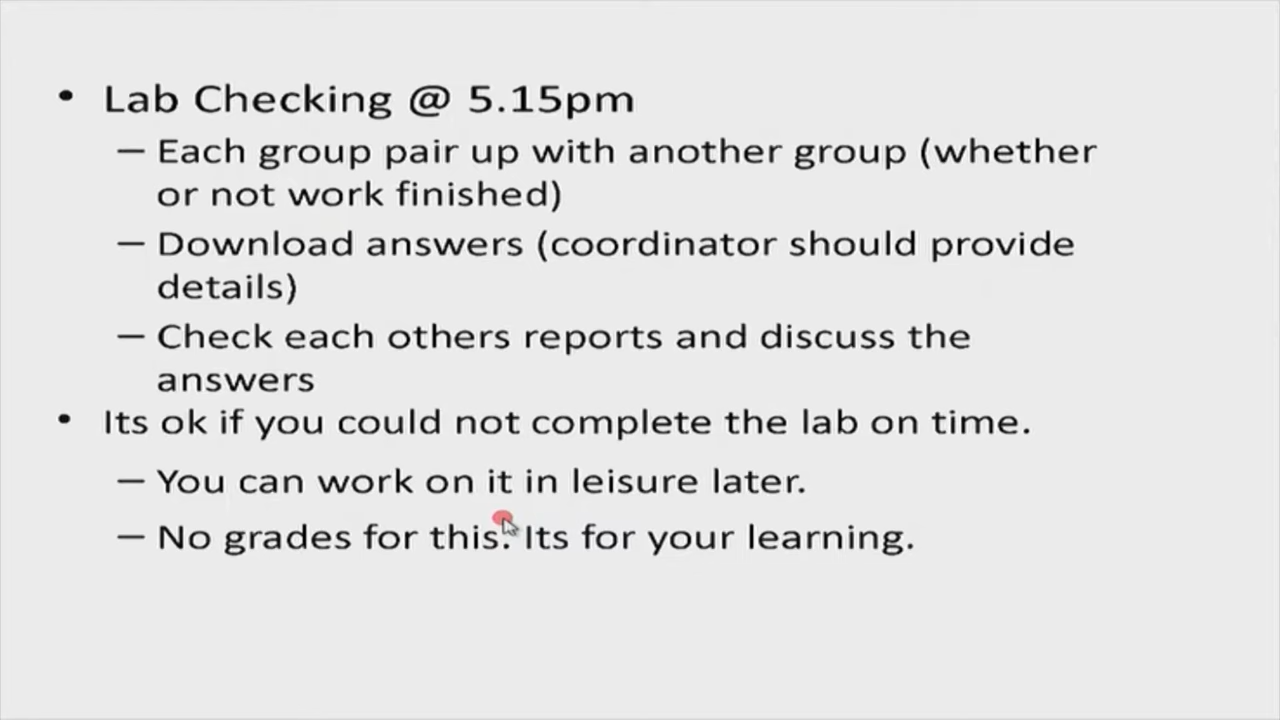 • Lab Checking @ 5.15pm
– Each group pair up with another group (whether
or not work finished)
– Download answers (coordinator should provide
details)
– Check each others reports and discuss the
answers
• Its ok if you could not complete the lab on time.
– You can work on it in leisure later.
– No grades for this. Its for your learning.